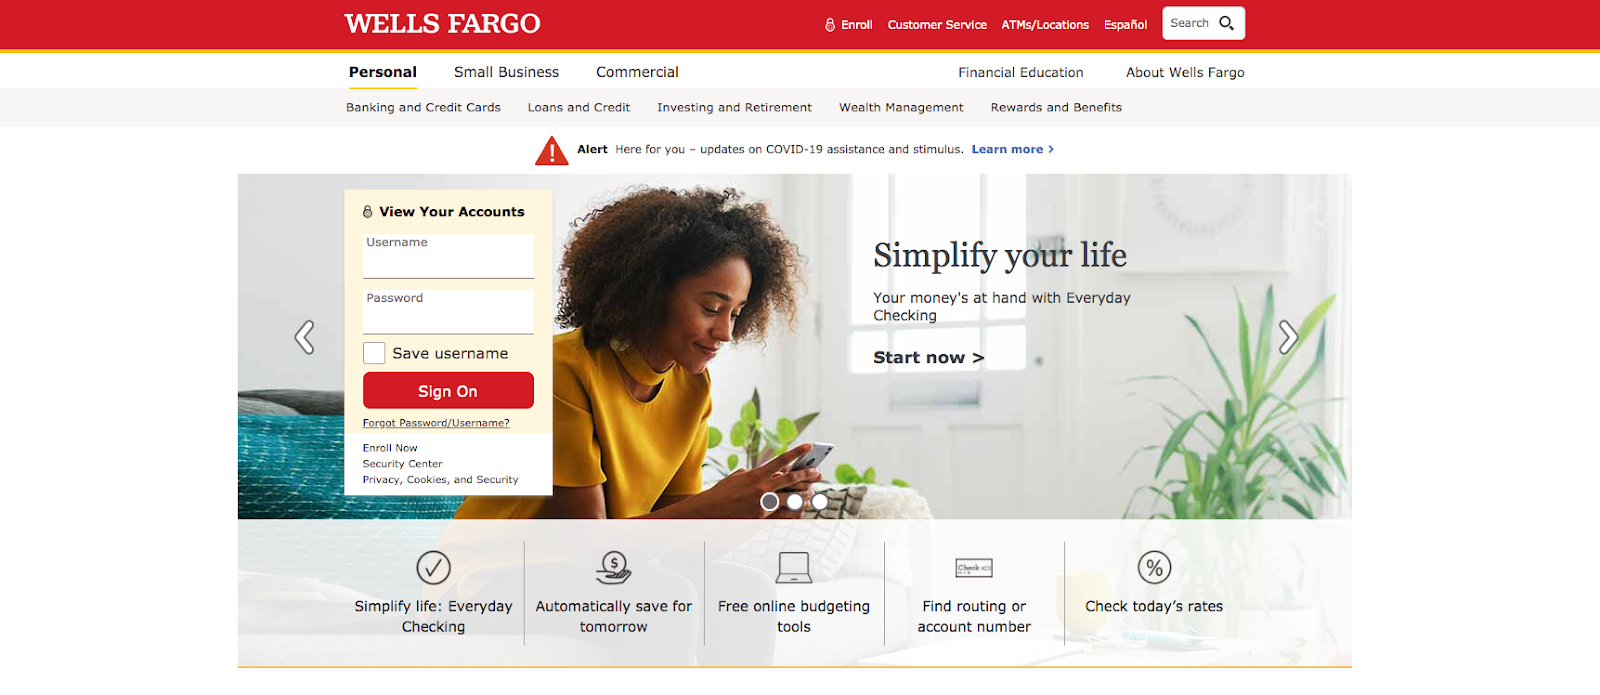 WELLS FARGO
Enroll Customer Service ATMs/Locations Español Search
Personal Small Business Commercial Financial Education About Wells Fargo
Banking and Credit Cards Loans and Credit Investing and Retirement Wealth Management Rewards and Benefits
Alert Here for you – updates on COVID-19 assistance and stimulus. Learn more >
View Your Accounts
Username
Password
Save username
Sign On
Forgot Password/Username?
Enroll Now
Security Center
Privacy, Cookies, and Security
Simplify your life
Your money's at hand with Everyday
Checking
Start now >
Simplify life: Everyday
Checking
Automatically save for
tomorrow
Free online budgeting
tools
Check
Find routing or
account number
%
Check today’s rates